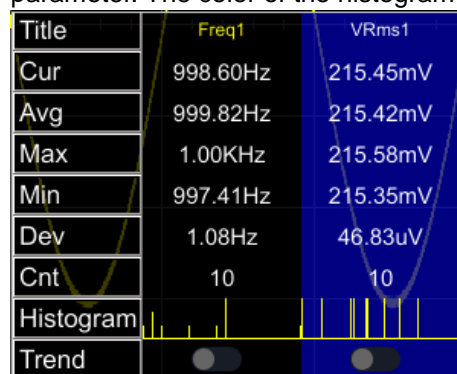 parameter. The color of the histogram
Title Freq1 VRms1
Cur 998.60Hz 215.45mV
Avg 999.82Hz 215.42mV
Max 1.00KHz 215.58mV
Min 997.41Hz 215.35mV
Dev 1.08Hz 46.83uV
Cnt 10 10
Histogram
Trend